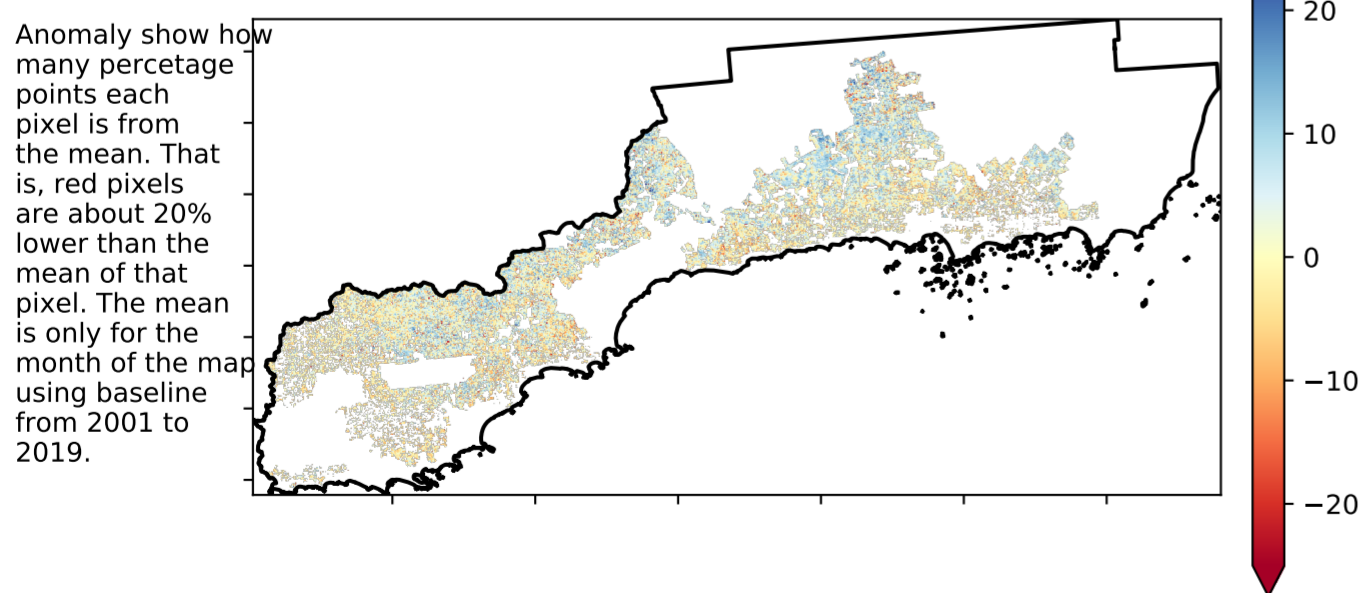 Anomaly show how
many percetage
points each
pixel is from
the mean. That
is, red pixels
are about 20%
lower than the
mean of that
pixel. The mean
is only for the
month of the map
using baseline
from 2001 to
2019.
20
10
0
−10
−20